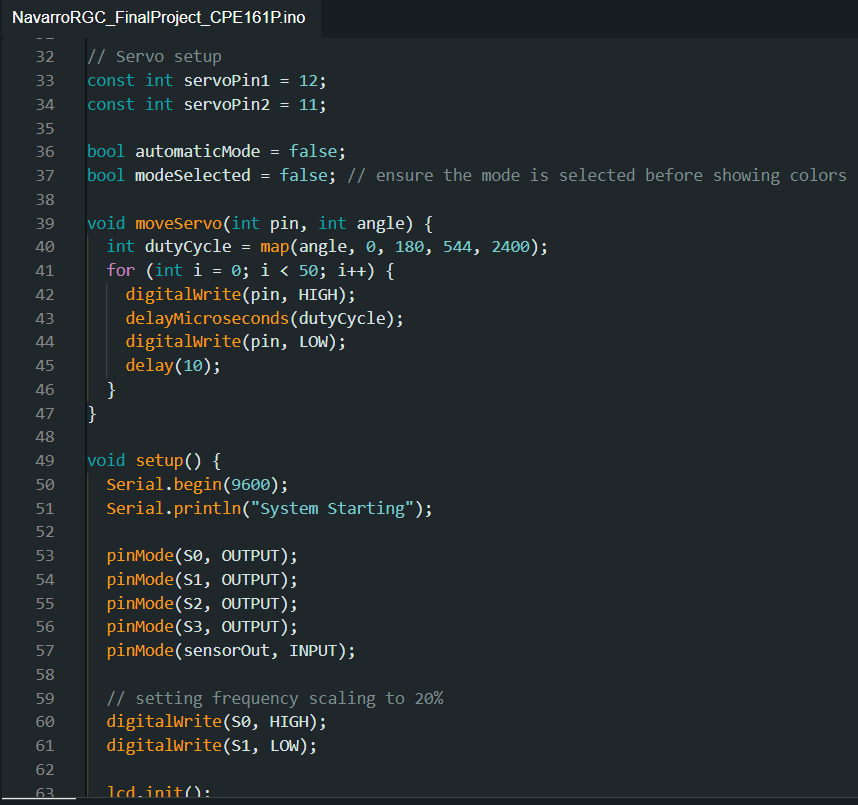 NavarroRGC_FinalProject_CPE161P.ino
32 // Servo setup
33 const int servoPin1 = 12;
34 const int servoPin2 = 11;
35
36 bool automaticMode = false;
37 bool modeSelected = false; // ensure the mode is selected before showing colors
38
39 void moveServo(int pin, int angle) {
40   int dutyCycle = map(angle, 0, 180, 544, 2400);
41   for (int i = 0; i < 50; i++) {
42     digitalWrite(pin, HIGH);
43     delayMicroseconds(dutyCycle);
44     digitalWrite(pin, LOW);
45     delay(10);
46   }
47 }
48
49 void setup() {
50   Serial.begin(9600);
51   Serial.println("System Starting");
52
53   pinMode(S0, OUTPUT);
54   pinMode(S1, OUTPUT);
55   pinMode(S2, OUTPUT);
56   pinMode(S3, OUTPUT);
57   pinMode(sensorOut, INPUT);
58
59   // setting frequency scaling to 20%
60   digitalWrite(S0, HIGH);
61   digitalWrite(S1, LOW);
62
63   lcd.init();